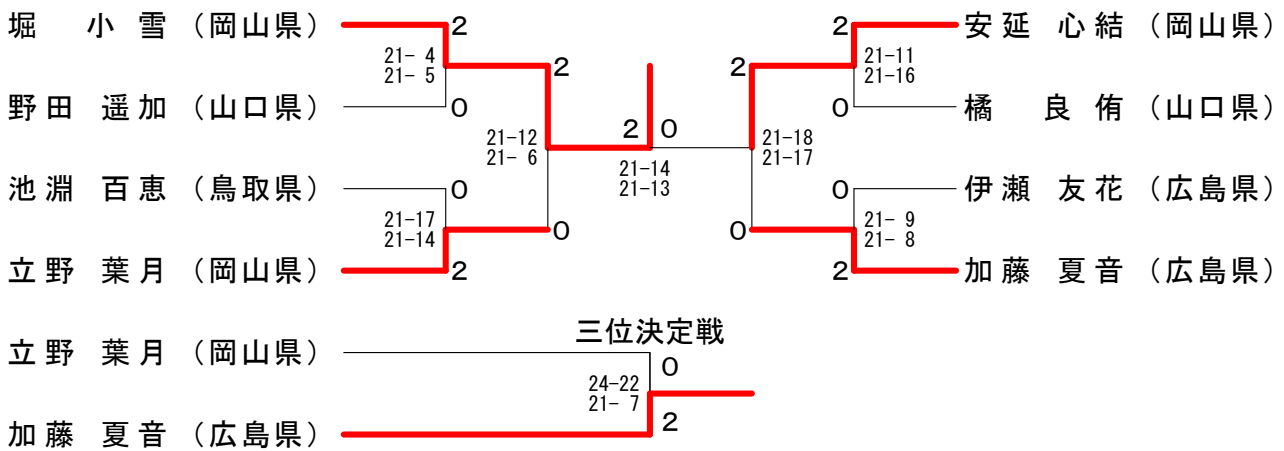 堀 小雪（岡山県） 2 2 安延 心結（岡山県）
21- 4 2 2 21-11
21- 5 21-16
野田 遥加（山口県） 0 0 橘 良侑（山口県）
21-12 2 0 21-18
21- 6 21-17
21-14
21-13
池淵 百恵（鳥取県） 0 0 伊瀬 友花（広島県）
21-17 21- 9
21-14 0 0 21- 8
立野 葉月（岡山県） 2 2 加藤 夏音（広島県）
三位決定戦
立野 葉月（岡山県） 0
24-22
21- 7
加藤 夏音（広島県） 2